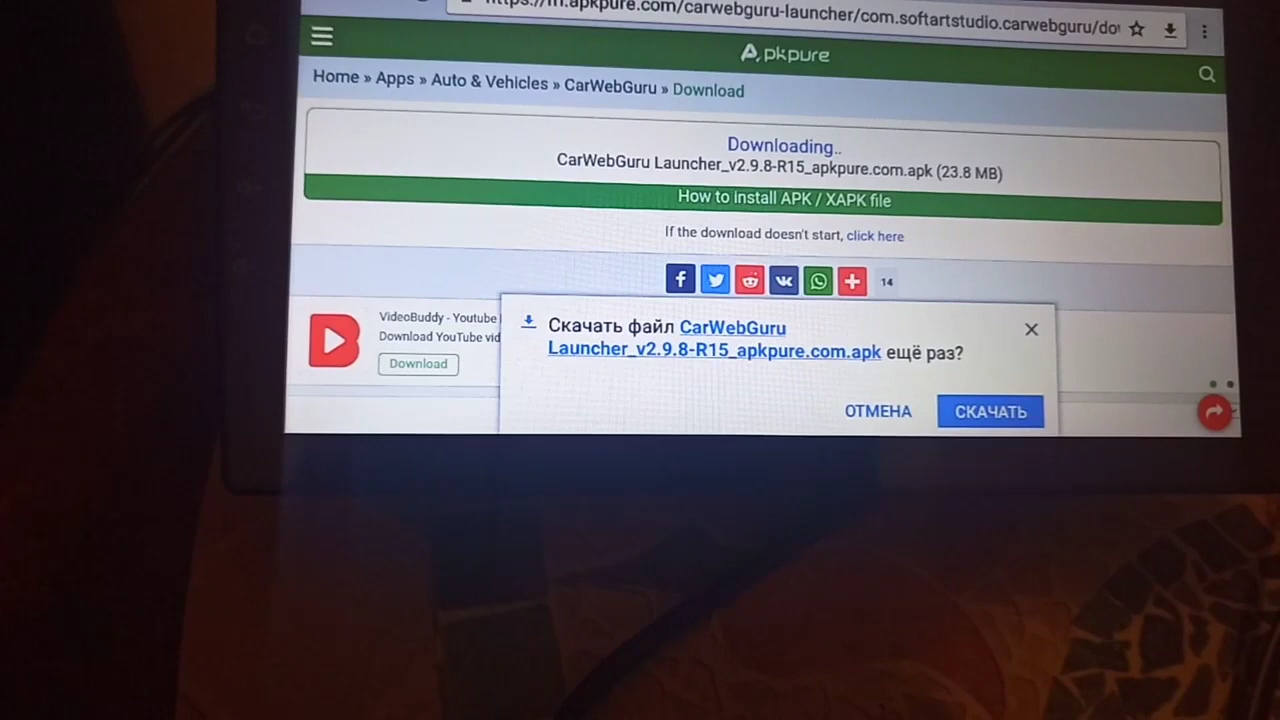 https://m.apkpure.com/carwebguru-launcher/com.softartstudio.carwebguru/do
Apkpure
Home » Apps » Auto & Vehicles » CarWebGuru » Download
Downloading..
CarWebGuru Launcher_v2.9.8-R15_apkpure.com.apk (23.8 MB)
How to install APK / XAPK file
If the download doesn't start, click here
14
VideoBuddy - Youtube
Download YouTube vid
Download
Скачать файл CarWebGuru
Launcher_v2.9.8-R15_apkpure.com.apk ещё раз?
ОТМЕНА СКАЧАТЬ